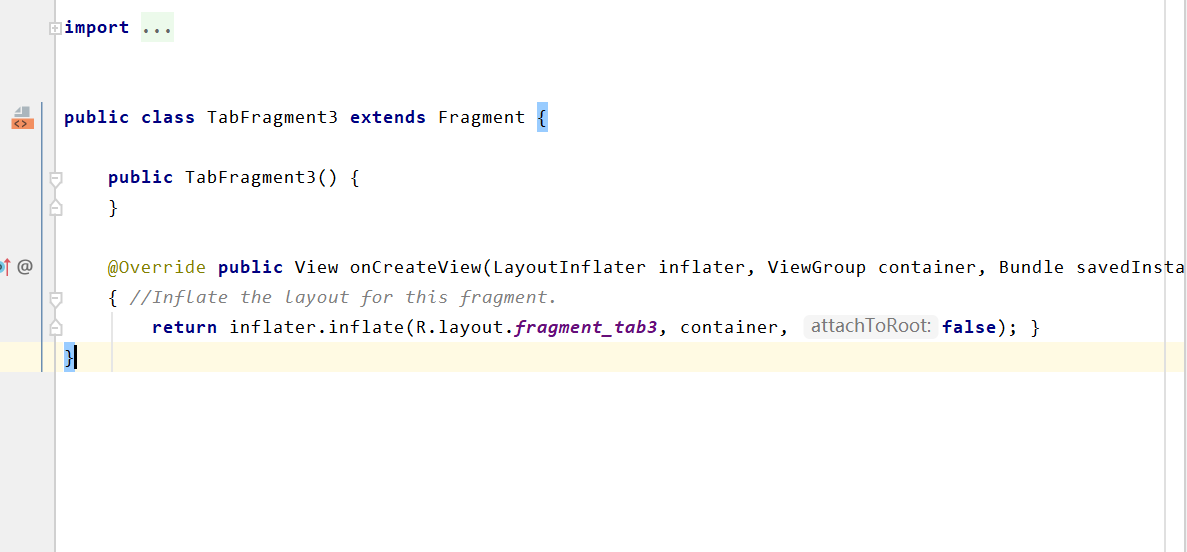 import ...
public class TabFragment3 extends Fragment {
public TabFragment3() {
}
@Override public View onCreateView(LayoutInflater inflater, ViewGroup container, Bundle savedInsta
{ //Inflate the layout for this fragment.
return inflater.inflate(R.layout.fragment_tab3, container, attachToRoot: false); }
}